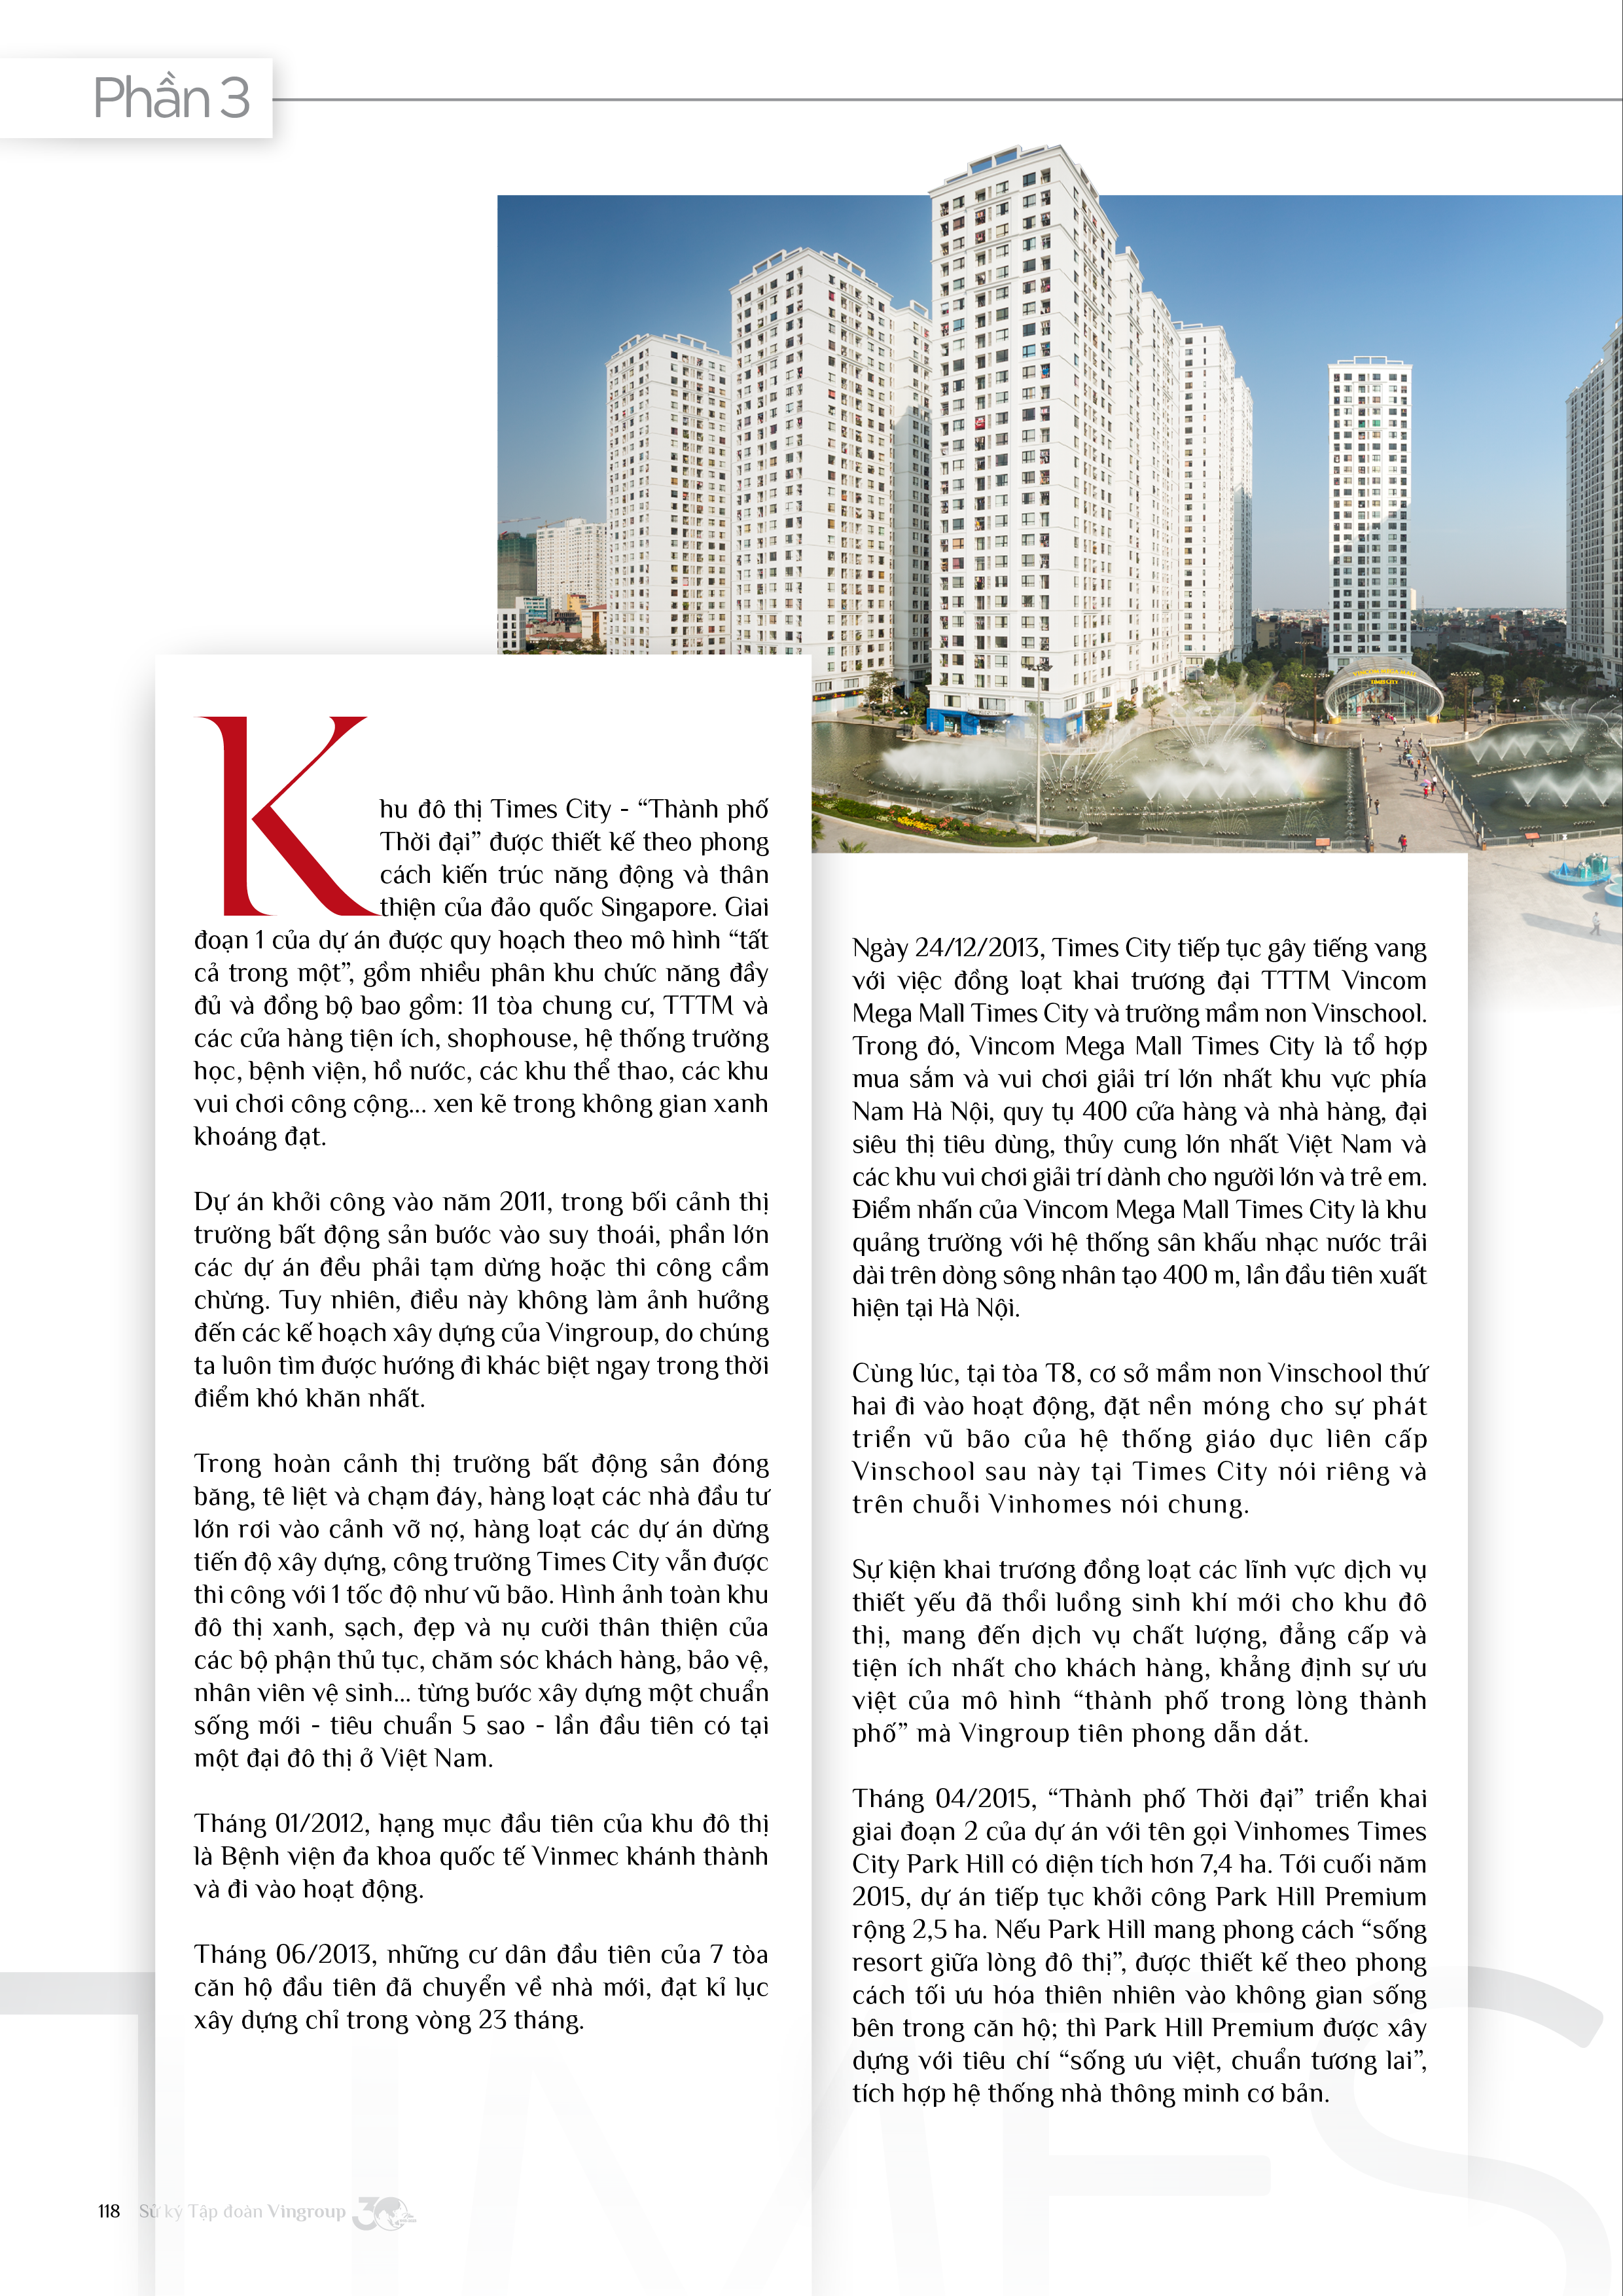 Phần 3
VINCOM MEGA MALL
TIMES CITY
Khu đô thị Times City - “Thành phố
Thời đại” được thiết kế theo phong
cách kiến trúc năng động và thân
thiện của đảo quốc Singapore. Giai
đoạn 1 của dự án được quy hoạch theo mô hình “tất
cả trong một”, gồm nhiều phân khu chức năng đầy
đủ và đồng bộ bao gồm: 11 tòa chung cư, TTTM và
các cửa hàng tiện ích, shophouse, hệ thống trường
học, bệnh viện, hồ nước, các khu thể thao, các khu
vui chơi công cộng... xen kẽ trong không gian xanh
khoáng đạt.
Dự án khởi công vào năm 2011, trong bối cảnh thị
trường bất động sản bước vào suy thoái, phần lớn
các dự án đều phải tạm dừng hoặc thi công cầm
chừng. Tuy nhiên, điều này không làm ảnh hưởng
đến các kế hoạch xây dựng của Vingroup, do chúng
ta luôn tìm được hướng đi khác biệt ngay trong thời
điểm khó khăn nhất.
Trong hoàn cảnh thị trường bất động sản đóng
băng, tê liệt và chạm đáy, hàng loạt các nhà đầu tư
lớn rơi vào cảnh vỡ nợ, hàng loạt các dự án dừng
tiến độ xây dựng, công trường Times City vẫn được
thi công với 1 tốc độ như vũ bão. Hình ảnh toàn khu
đô thị xanh, sạch, đẹp và nụ cười thân thiện của
các bộ phận thủ tục, chăm sóc khách hàng, bảo vệ,
nhân viên vệ sinh... từng bước xây dựng một chuẩn
sống mới - tiêu chuẩn 5 sao - lần đầu tiên có tại
một đại đô thị ở Việt Nam.
Tháng 01/2012, hạng mục đầu tiên của khu đô thị
là Bệnh viện đa khoa quốc tế Vinmec khánh thành
và đi vào hoạt động.
Tháng 06/2013, những cư dân đầu tiên của 7 tòa
căn hộ đầu tiên đã chuyển về nhà mới, đạt kỉ lục
xây dựng chỉ trong vòng 23 tháng.
Ngày 24/12/2013, Times City tiếp tục gây tiếng vang
với việc đồng loạt khai trương đại TTTM Vincom
Mega Mall Times City và trường mầm non Vinschool.
Trong đó, Vincom Mega Mall Times City là tổ hợp
mua sắm và vui chơi giải trí lớn nhất khu vực phía
Nam Hà Nội, quy tụ 400 cửa hàng và nhà hàng, đại
siêu thị tiêu dùng, thủy cung lớn nhất Việt Nam và
các khu vui chơi giải trí dành cho người lớn và trẻ em.
Điểm nhấn của Vincom Mega Mall Times City là khu
quảng trường với hệ thống sân khấu nhạc nước trải
dài trên dòng sông nhân tạo 400 m, lần đầu tiên xuất
hiện tại Hà Nội.
Cùng lúc, tại tòa T8, cơ sở mầm non Vinschool thứ
hai đi vào hoạt động, đặt nền móng cho sự phát
triển vũ bão của hệ thống giáo dục liên cấp
Vinschool sau này tại Times City nói riêng và
trên chuỗi Vinhomes nói chung.
Sự kiện khai trương đồng loạt các lĩnh vực dịch vụ
thiết yếu đã thổi luồng sinh khí mới cho khu đô
thị, mang đến dịch vụ chất lượng, đẳng cấp và
tiện ích nhất cho khách hàng, khẳng định sự ưu
việt của mô hình “thành phố trong lòng thành
phố” mà Vingroup tiên phong dẫn dắt.
Tháng 04/2015, “Thành phố Thời đại” triển khai
giai đoạn 2 của dự án với tên gọi Vinhomes Times
City Park Hill có diện tích hơn 7,4 ha. Tới cuối năm
2015, dự án tiếp tục khởi công Park Hill Premium
rộng 2,5 ha. Nếu Park Hill mang phong cách “sống
resort giữa lòng đô thị”, được thiết kế theo phong
cách tối ưu hóa thiên nhiên vào không gian sống
bên trong căn hộ; thì Park Hill Premium được xây
dựng với tiêu chí “sống ưu việt, chuẩn tương lai”,
tích hợp hệ thống nhà thông minh cơ bản.
TIMES
118 Sử ký Tập đoàn Vingroup 30